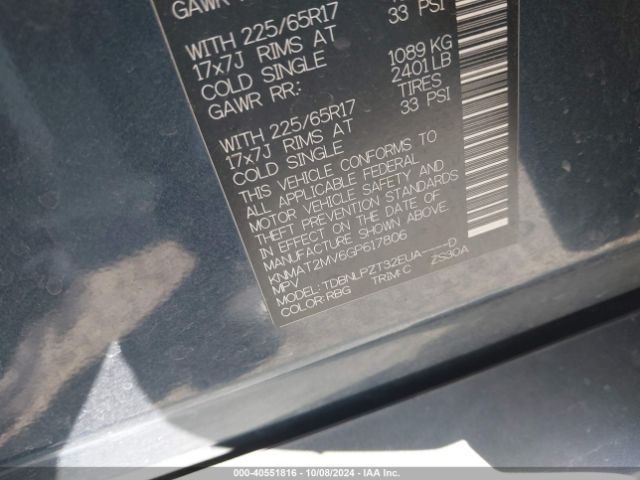 GAWR
33 PSI
WITH 225/65R17
17x7J RIMS AT
COLD SINGLE 1089 KG
GAWR RR: 2401 LB
TIRES
WITH 225/65R17 33 PSI
17x7J RIMS AT
COLD SINGLE
THIS VEHICLE CONFORMS TO
ALL APPLICABLE FEDERAL
MOTOR VEHICLE SAFETY AND
THEFT PREVENTION STANDARDS
IN EFFECT ON THE DATE OF
MANUFACTURE SHOWN ABOVE.
KNMAT2MV6GP617806
MPV
MODEL: TDBNLPZT32EUA-----D
COLOR:RBG TRIM:C ZS30A
000-40551816 - 10/08/2024 - IAA Inc.